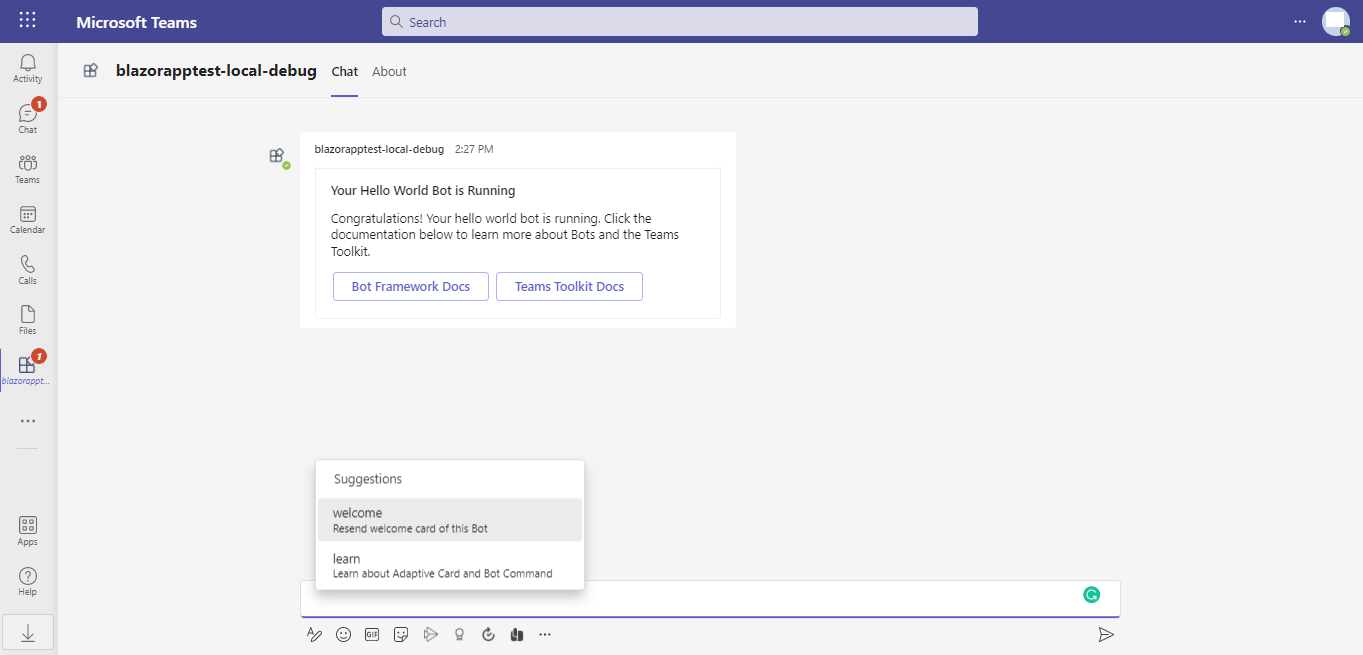 Microsoft Teams
Search
Activity
1
Chat
Teams
Calendar
Calls
Files
1
blazorappt...
Apps
Help
blazorapptest-local-debug Chat About
blazorapptest-local-debug 2:27 PM
Your Hello World Bot is Running
Congratulations! Your hello world bot is running. Click the
documentation below to learn more about Bots and the Teams
Toolkit.
Bot Framework Docs Teams Toolkit Docs
Suggestions
welcome
Resend welcome card of this Bot
learn
Learn about Adaptive Card and Bot Command
GIF